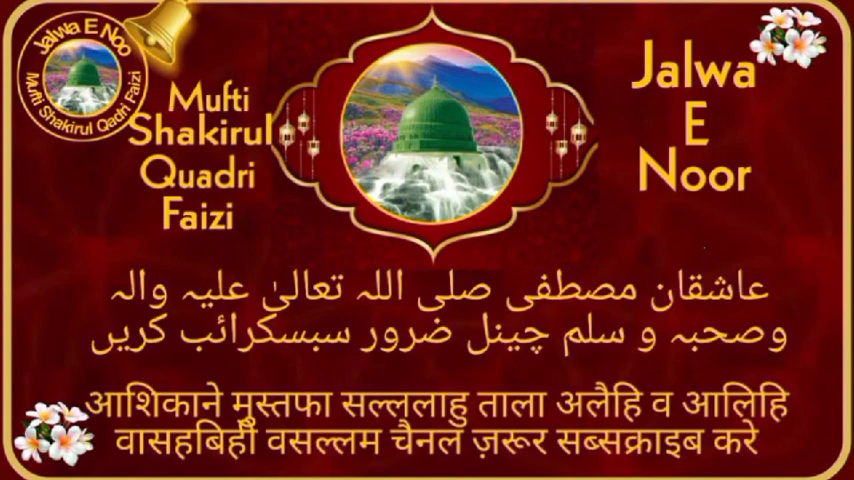 Jalwa E Noo
Mufti Shakirul Qadri Faizi
Mufti
Shakirul
Quadri
Faizi
Jalwa
E
Noor
عاشقان مصطفی صلی اللہ تعالیٰ علیہ والہ
وصحبہ و سلم چینل ضرور سبسکرائب کریں
आशिकाने मुस्तफा सल्ललाहु ताला अलैहि व आलिहि
वासहबिही वसल्लम चैनल ज़रूर सब्सक्राइब करे